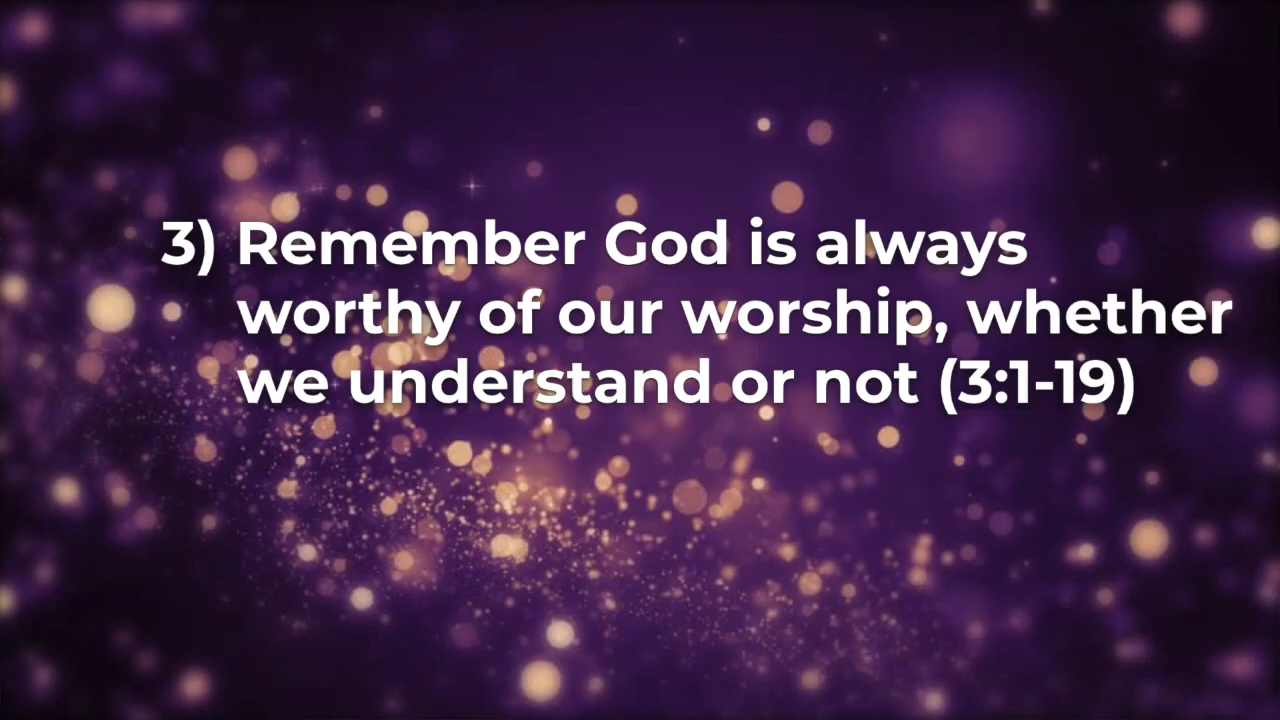 3) Remember God is always
worthy of our worship, whether
we understand or not (3:1-19)